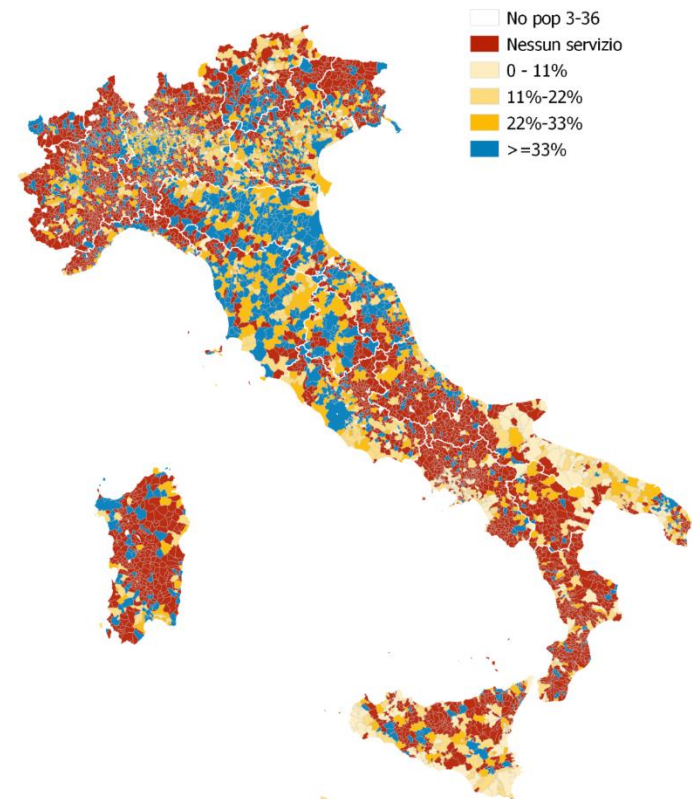 No pop 3-36
Nessun servizio
0 - 11%
11%-22%
22%-33%
>=33%